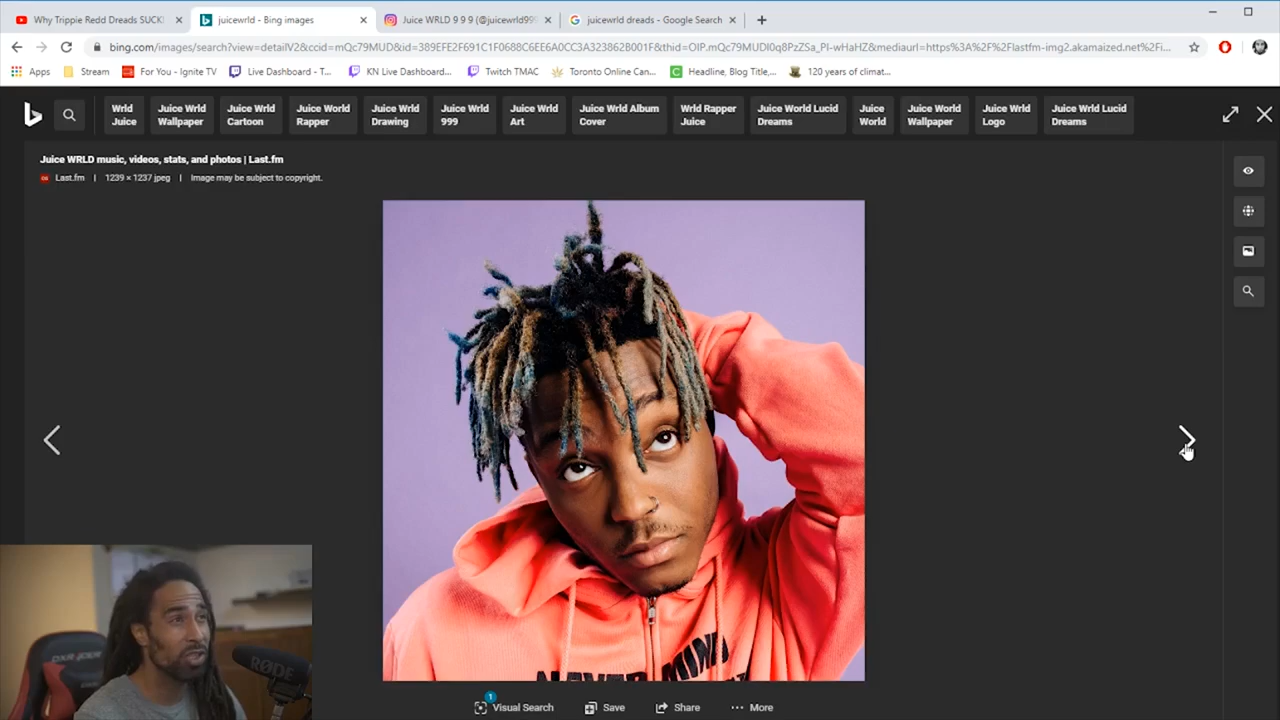 Why Trippie Redd Dreads SUCK!
juicewrld - Bing images
Juice WRLD 9 9 9 (@juicewrld999
juicewrld dreads - Google Search
bing.com/images/search?view=detailV2&ccid=mQc79MUD&id=389EFE2F691C1F0688C6EE6A0CC3A323862B001F&thid=OIP.mQc79MUDI0q8PzZSa_PI-wHaHZ&mediaurl=https%3A%2F%2Flastfm-img2.akamaized.net%2Fi...
Apps
Stream
For You - Ignite TV
Live Dashboard - T...
KN Live Dashboard...
Twitch TMAC
Toronto Online Can...
Headline, Blog Title,...
120 years of climat...
Wrld
Juice
Juice Wrld
Wallpaper
Juice Wrld
Cartoon
Juice World
Rapper
Juice Wrld
Drawing
Juice Wrld
999
Juice Wrld
Art
Juice Wrld Album
Cover
Wrld Rapper
Juice
Juice World Lucid
Dreams
Juice
World
Juice World
Wallpaper
Juice Wrld
Logo
Juice Wrld Lucid
Dreams
Juice WRLD music, videos, stats, and photos | Last.fm
Last.fm | 1239 × 1237 jpeg | Image may be subject to copyright.
NEVER MIND
DXRACER
RØDE
1
Visual Search
Save
Share
More